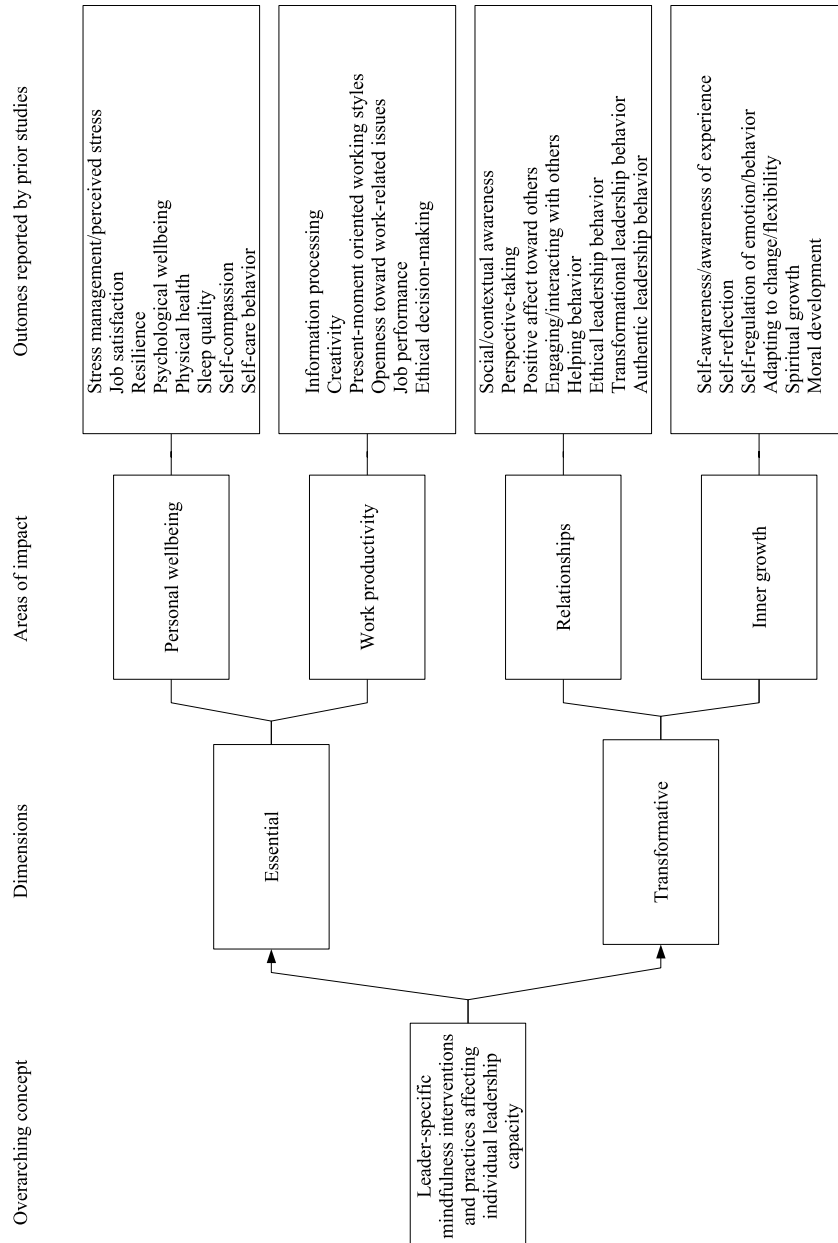 Overarching concept
Dimensions
Areas of impact
Outcomes reported by prior studies
Leader-specific
mindfulness interventions
and practices affecting
individual leadership
capacity
Essential
Personal wellbeing
Stress management/perceived stress
Job satisfaction
Resilience
Psychological wellbeing
Physical health
Sleep quality
Self-compassion
Self-care behavior
Work productivity
Information processing
Creativity
Present-moment oriented working styles
Openness toward work-related issues
Job performance
Ethical decision-making
Transformative
Relationships
Social/contextual awareness
Perspective-taking
Positive affect toward others
Engaging/interacting with others
Helping behavior
Ethical leadership behavior
Transformational leadership behavior
Authentic leadership behavior
Inner growth
Self-awareness/awareness of experience
Self-reflection
Self-regulation of emotion/behavior
Adapting to change/flexibility
Spiritual growth
Moral development